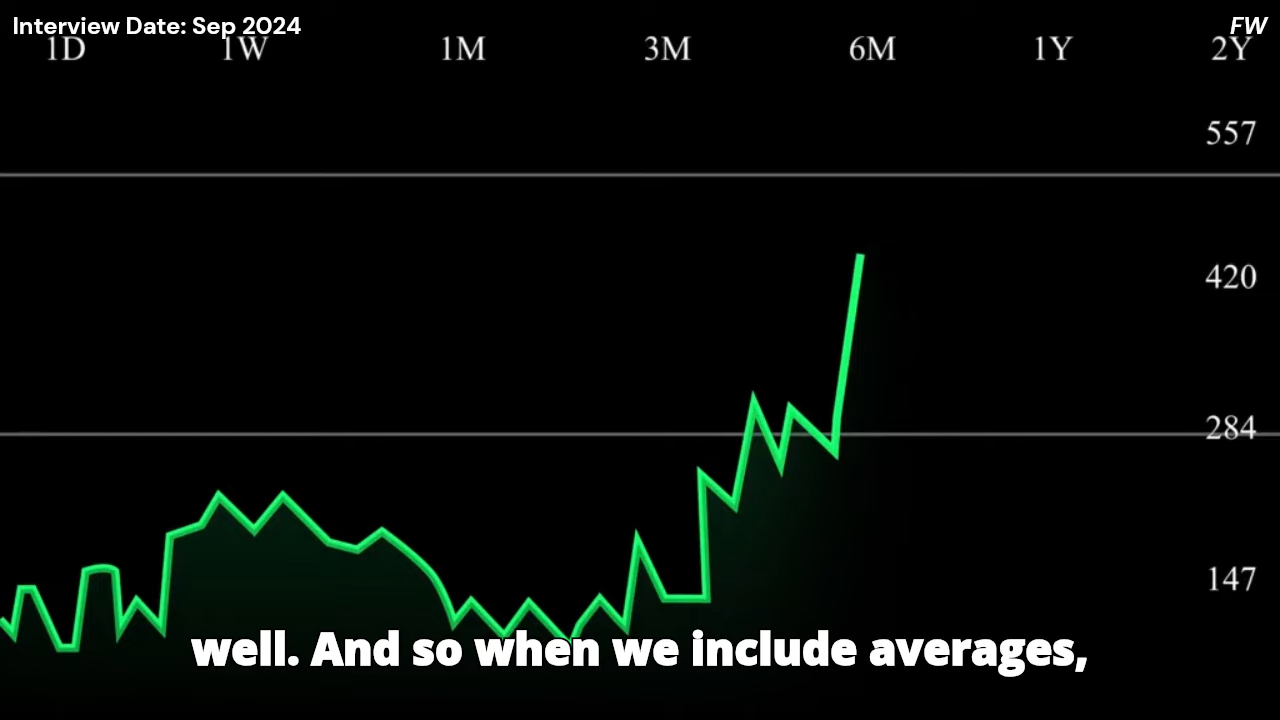 Interview Date: Sep 2024
FW
1D 1W 1M 3M 6M 1Y 2Y
557
420
284
147
well. And so when we include averages,